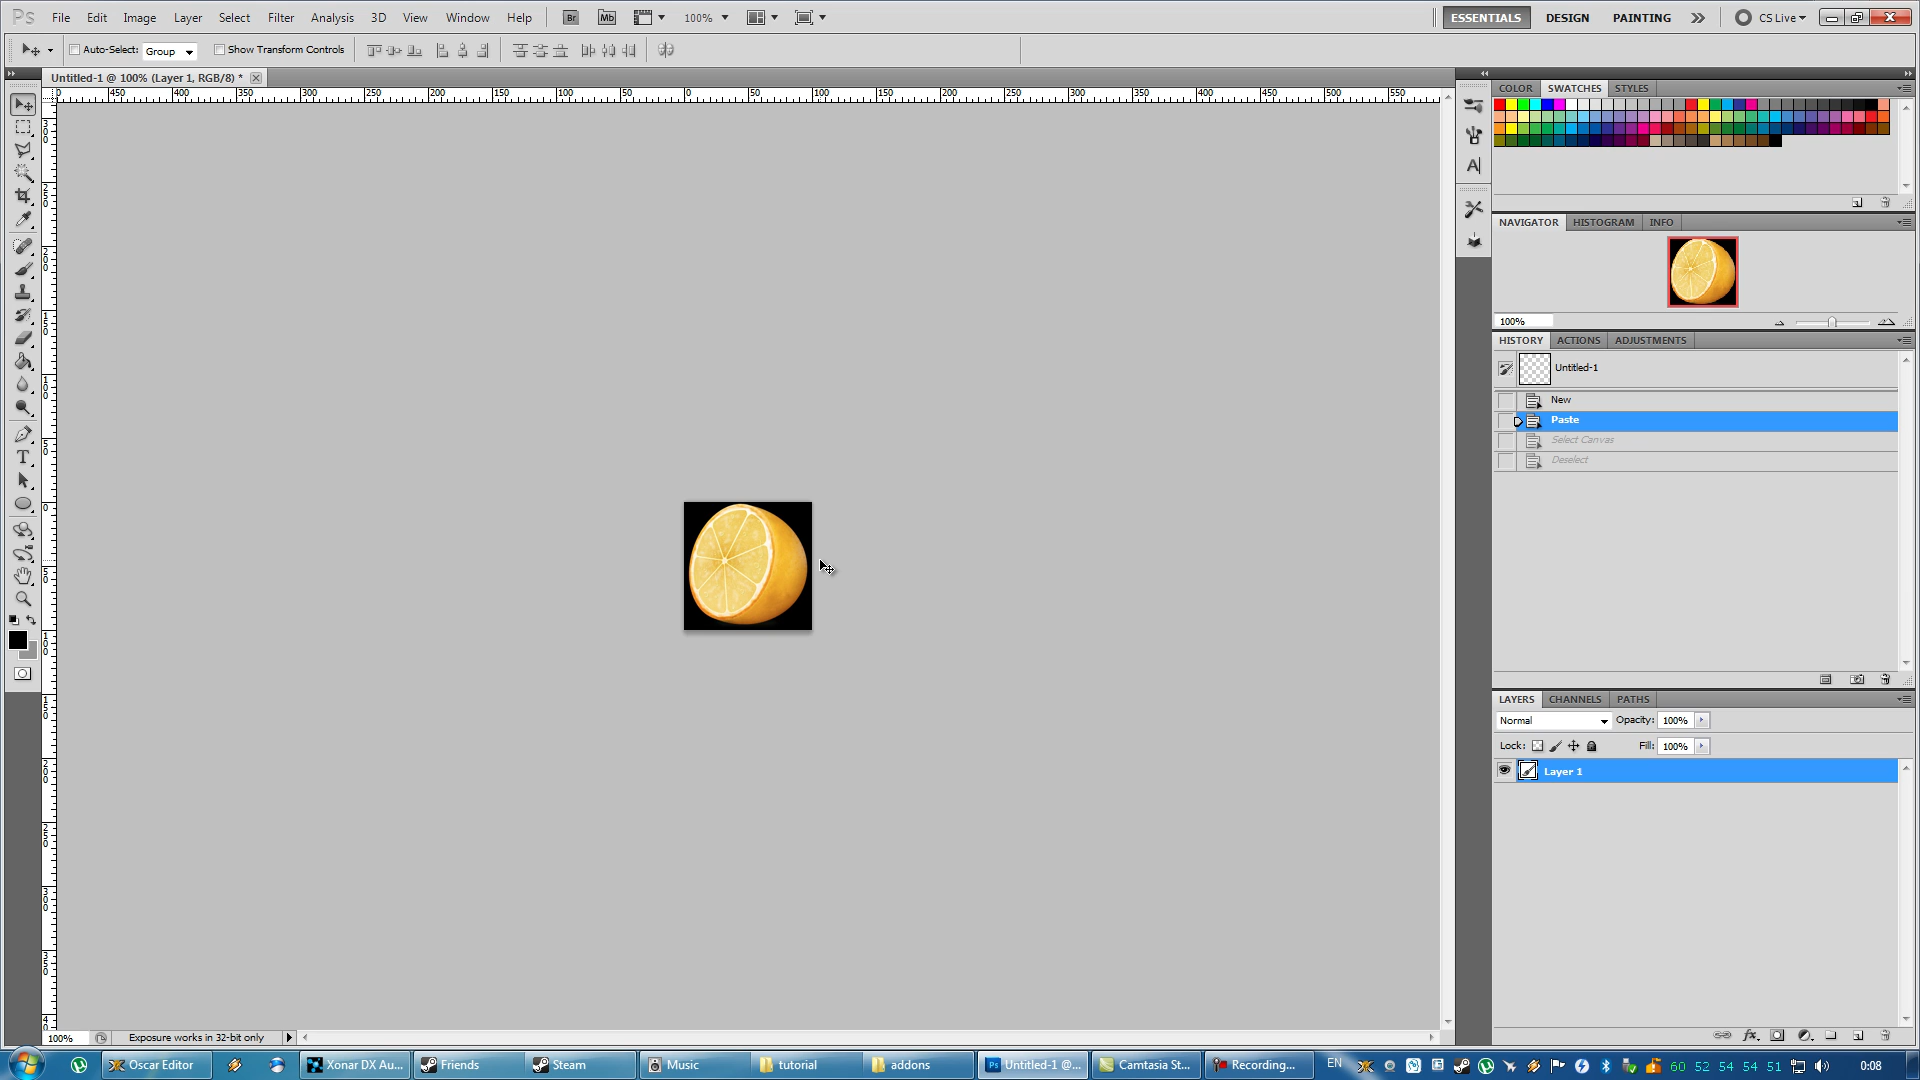 Ps File Edit Image Layer Select Filter Analysis 3D View Window Help Br Mb 100% ESSENTIALS DESIGN PAINTING CS Live
Auto-Select: Group Show Transform Controls
Untitled-1 @ 100% (Layer 1, RGB/8) *
450 400 350 300 250 200 150 100 50 0 50 100 150 200 250 300 350 400 450 500 550
COLOR SWATCHES STYLES
NAVIGATOR HISTOGRAM INFO
100%
HISTORY ACTIONS ADJUSTMENTS
Untitled-1
New
Paste
Select Canvas
Deselect
LAYERS CHANNELS PATHS
Normal Opacity: 100%
Lock: Fill: 100%
Layer 1
100% Exposure works in 32-bit only
Oscar Editor Xonar DX Au... Friends Steam Music tutorial addons Untitled-1 @... Camtasia St... Recording... EN 60 52 54 54 51 0:08